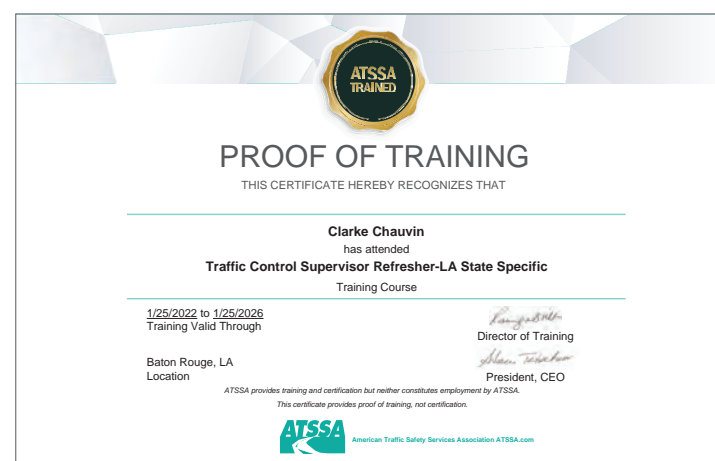 ATSSA
TRAINED
PROOF OF TRAINING
THIS CERTIFICATE HEREBY RECOGNIZES THAT
Clarke Chauvin
has attended
Traffic Control Supervisor Refresher-LA State Specific
Training Course
1/25/2022 to 1/25/2026
Training Valid Through
Director of Training
Baton Rouge, LA
Location
President, CEO
ATSSA provides training and certification but neither constitutes employment by ATSSA.
This certificate provides proof of training, not certification.
ATSSA
American Traffic Safety Services Association ATSSA.com